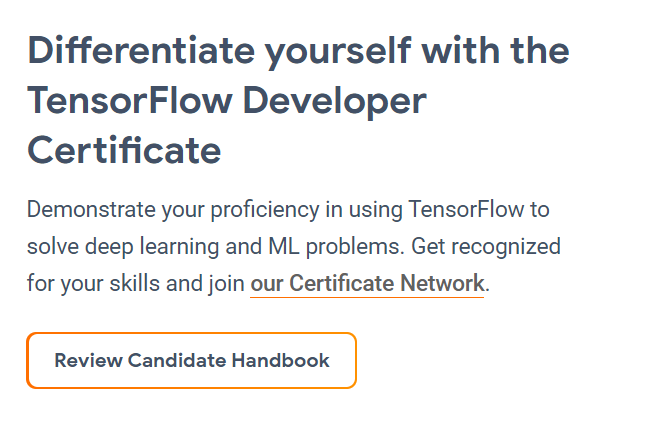 Differentiate yourself with the
TensorFlow Developer
Certificate
Demonstrate your proficiency in using TensorFlow to
solve deep learning and ML problems. Get recognized
for your skills and join our Certificate Network.
Review Candidate Handbook